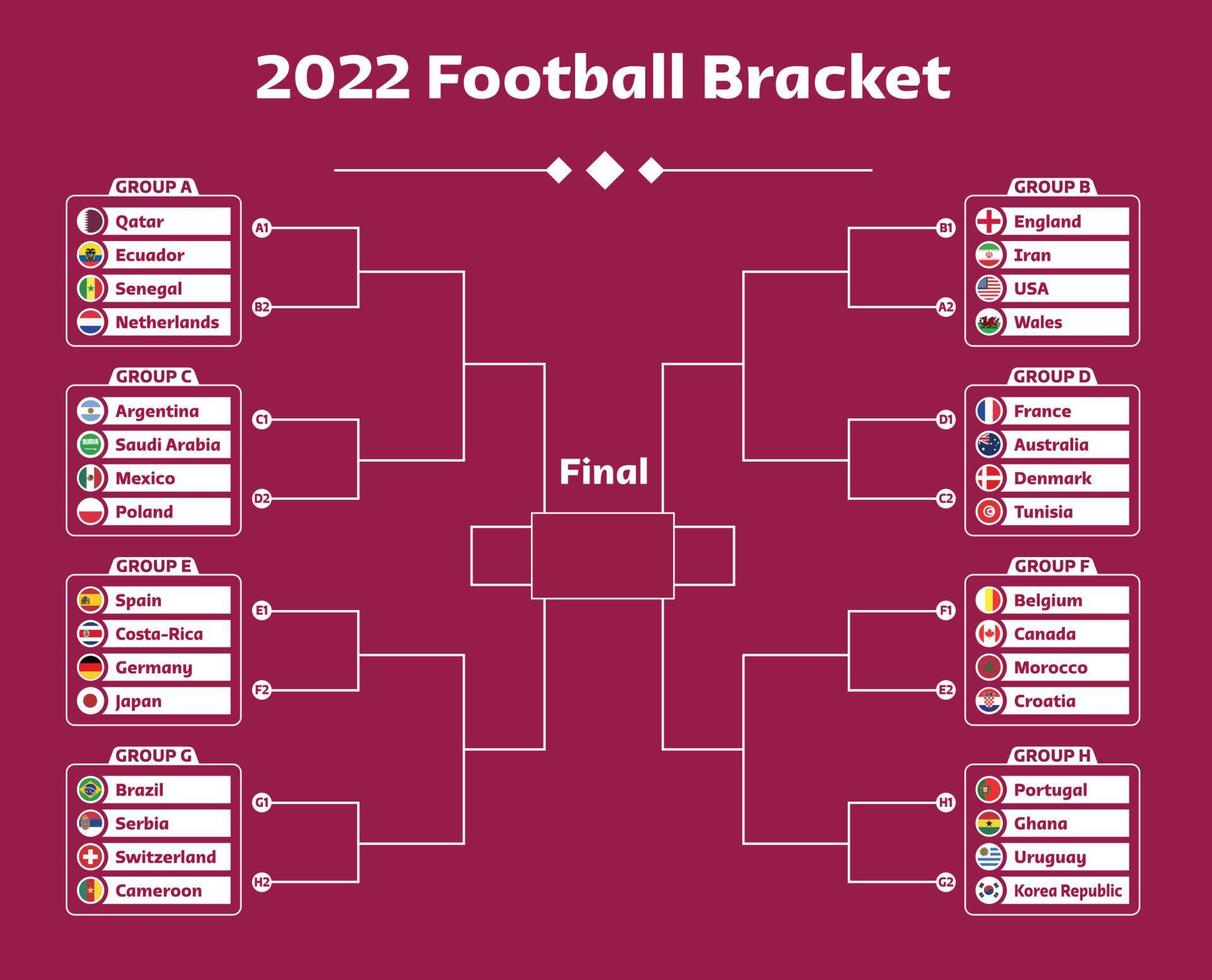 2022 Football Bracket
GROUP A
Qatar
Ecuador
Senegal
Netherlands
A1
B2
GROUP C
Argentina
Saudi Arabia
Mexico
Poland
C1
D2
GROUP E
Spain
Costa-Rica
Germany
Japan
E1
F2
GROUP G
Brazil
Serbia
Switzerland
Cameroon
G1
H2
Final
GROUP B
England
Iran
USA
Wales
B1
A2
GROUP D
France
Australia
Denmark
Tunisia
D1
C2
GROUP F
Belgium
Canada
Morocco
Croatia
F1
E2
GROUP H
Portugal
Ghana
Uruguay
Korea Republic
H1
G2